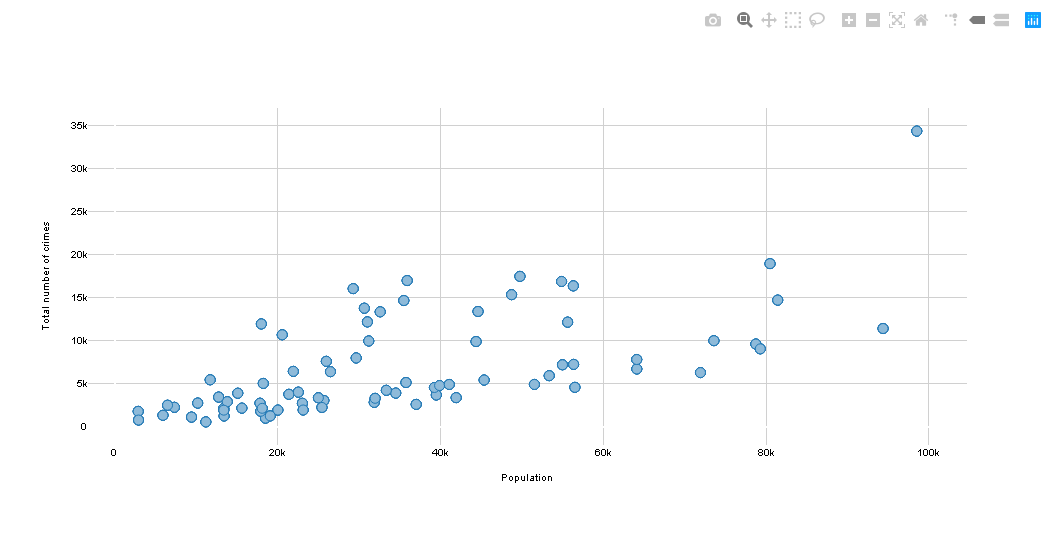 35k
30k
25k
20k
15k
10k
5k
0
Total number of crimes
0 20k 40k 60k 80k 100k
Population